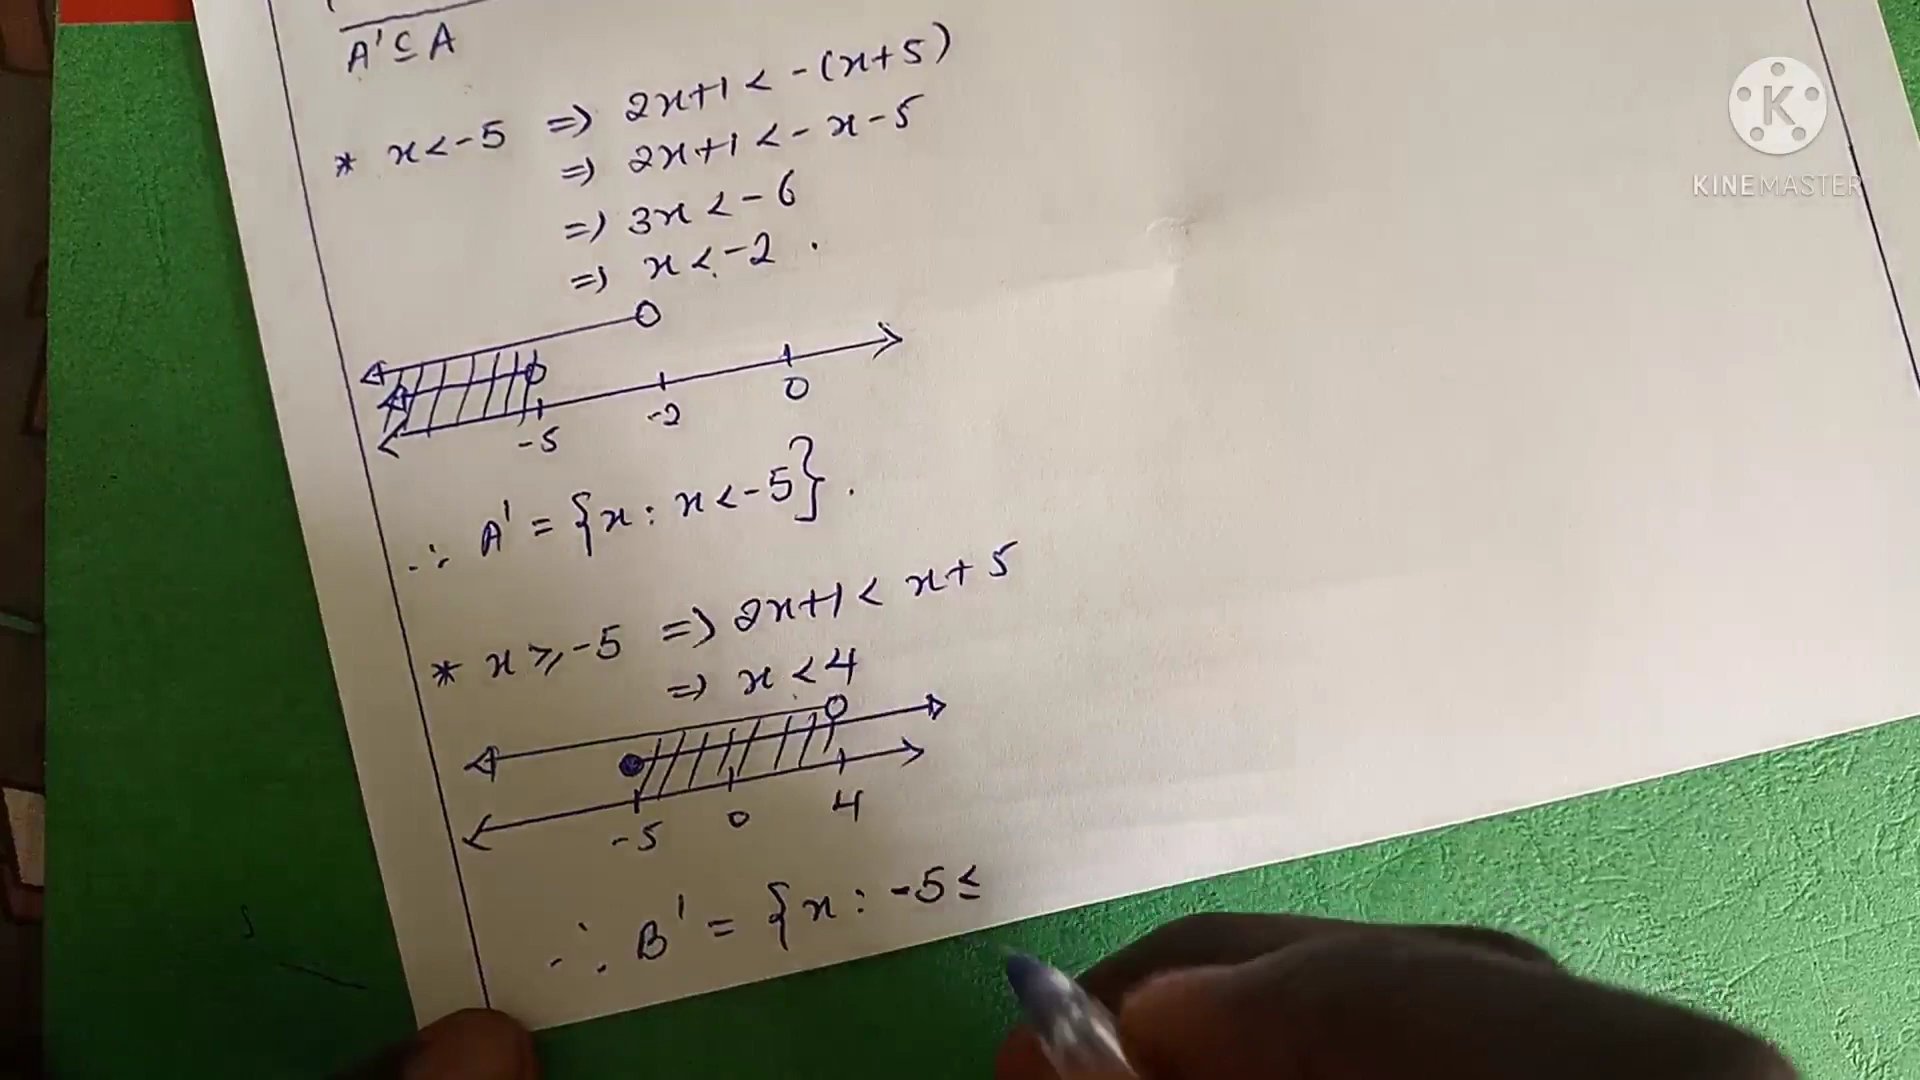 A' ⊆ A
* x < -5 => 2x+1 < -(x+5)
=> 2x+1 < -x-5
=> 3x < -6
=> x < -2 .
-5 -2 0
∴ A' = {x : x < -5} .
* x ≥ -5 => 2x+1 < x+5
=> x < 4
-5 0 4
∴ B' = {x : -5 ≤
K
KINEMASTER